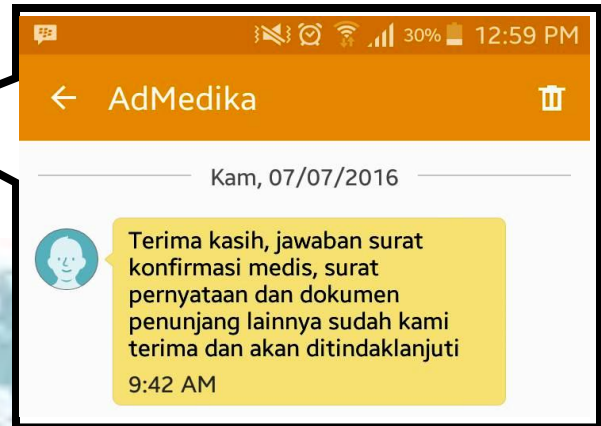 30% 12:59 PM
AdMedika
Kam, 07/07/2016
Terima kasih, jawaban surat
konfirmasi medis, surat
pernyataan dan dokumen
penunjang lainnya sudah kami
terima dan akan ditindaklanjuti
9:42 AM